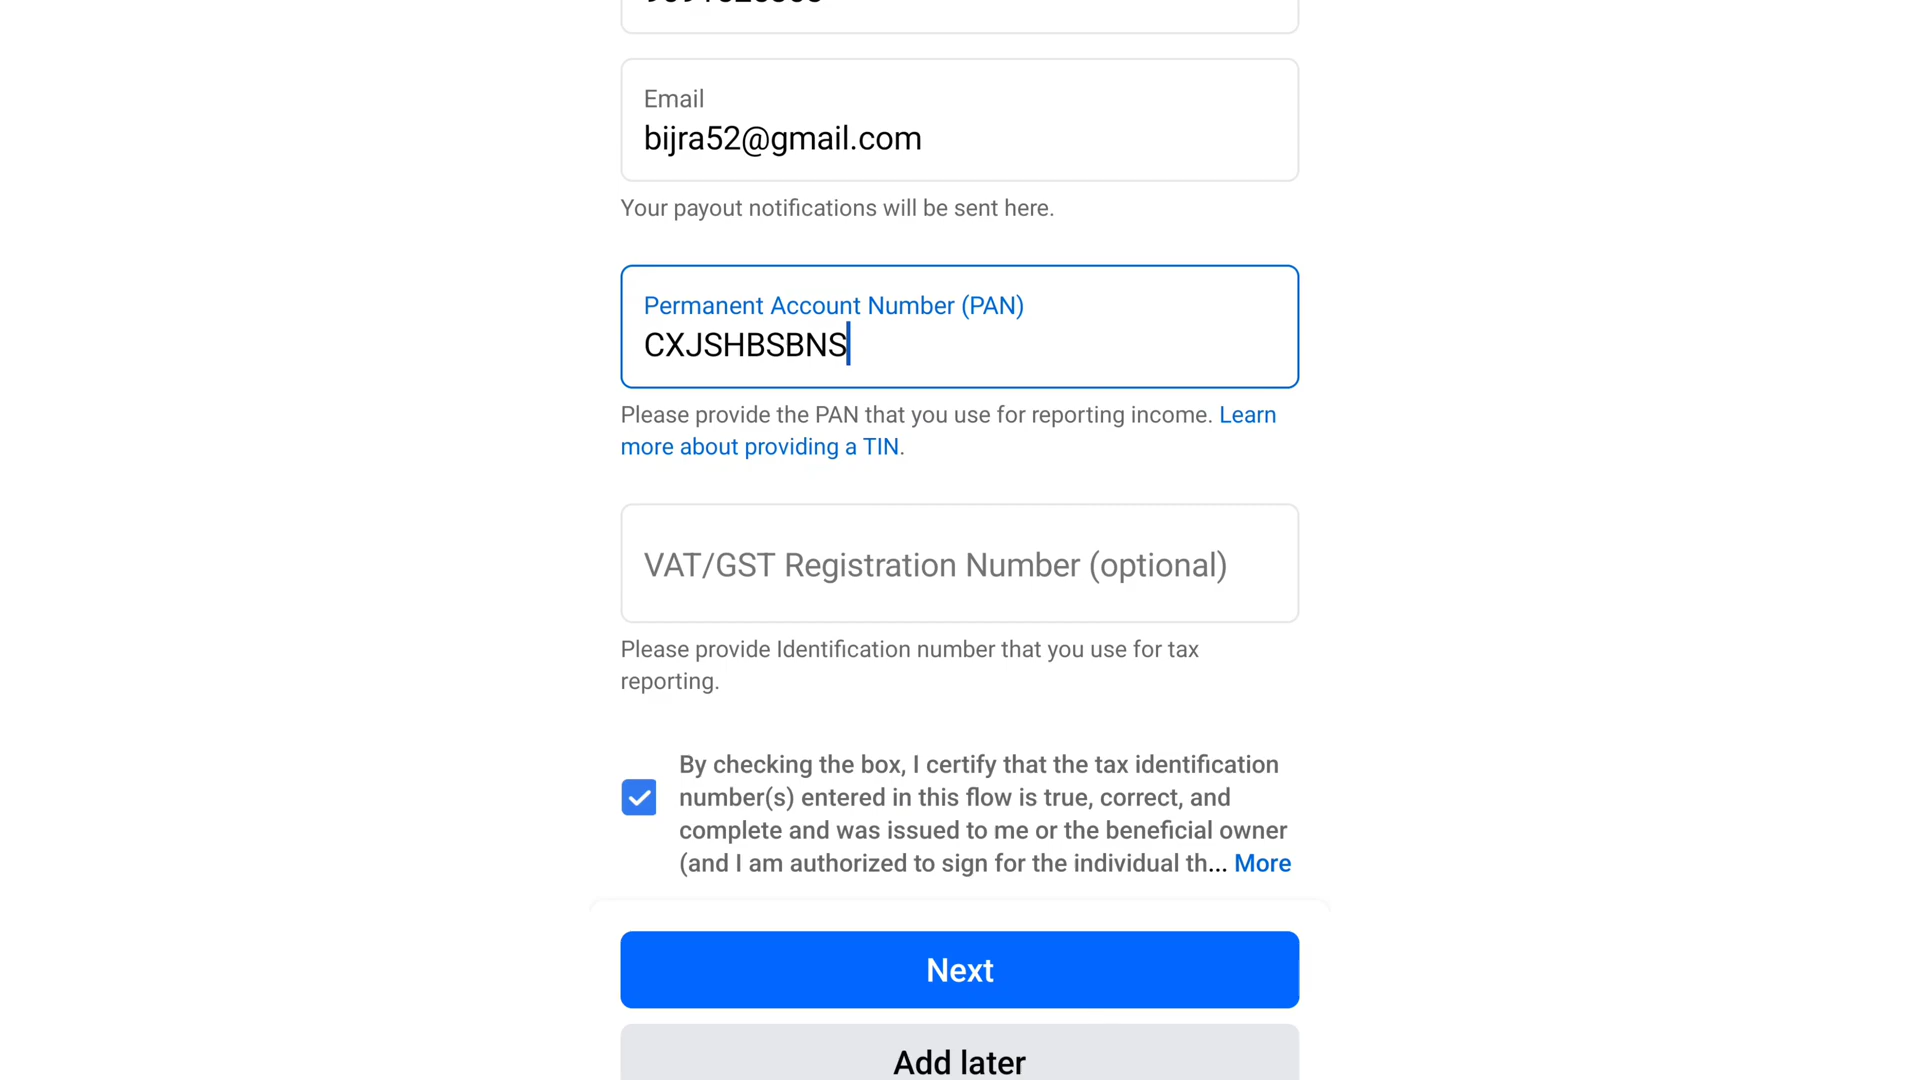 Email
bijra52@gmail.com
Your payout notifications will be sent here.
Permanent Account Number (PAN)
CXJSHBSBNS
Please provide the PAN that you use for reporting income. Learn
more about providing a TIN.
VAT/GST Registration Number (optional)
Please provide Identification number that you use for tax
reporting.
By checking the box, I certify that the tax identification
number(s) entered in this flow is true, correct, and
complete and was issued to me or the beneficial owner
(and I am authorized to sign for the individual th... More
Next
Add later